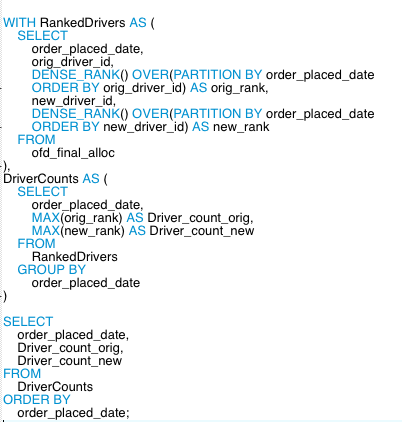 WITH RankedDrivers AS (
SELECT
order_placed_date,
orig_driver_id,
DENSE_RANK() OVER(PARTITION BY order_placed_date
ORDER BY orig_driver_id) AS orig_rank,
new_driver_id,
DENSE_RANK() OVER(PARTITION BY order_placed_date
ORDER BY new_driver_id) AS new_rank
FROM
ofd_final_alloc
),
DriverCounts AS (
SELECT
order_placed_date,
MAX(orig_rank) AS Driver_count_orig,
MAX(new_rank) AS Driver_count_new
FROM
RankedDrivers
GROUP BY
order_placed_date
)
SELECT
order_placed_date,
Driver_count_orig,
Driver_count_new
FROM
DriverCounts
ORDER BY
order_placed_date;